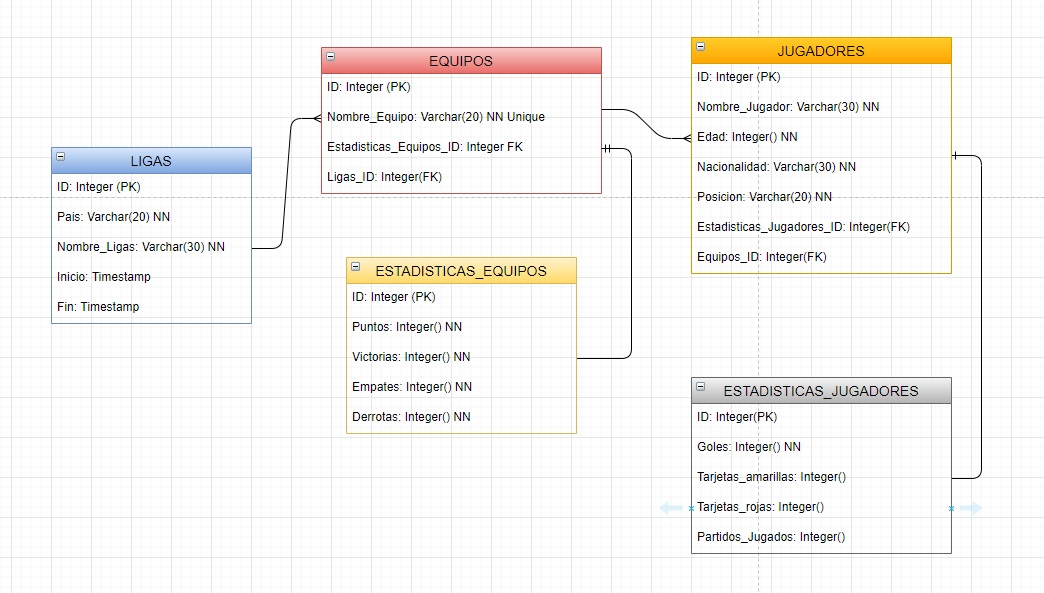 LIGAS
ID: Integer (PK)
Pais: Varchar(20) NN
Nombre_Ligas: Varchar(30) NN
Inicio: Timestamp
Fin: Timestamp
EQUIPOS
ID: Integer (PK)
Nombre_Equipo: Varchar(20) NN Unique
Estadisticas_Equipos_ID: Integer FK
Ligas_ID: Integer(FK)
ESTADISTICAS_EQUIPOS
ID: Integer (PK)
Puntos: Integer() NN
Victorias: Integer() NN
Empates: Integer() NN
Derrotas: Integer() NN
JUGADORES
ID: Integer (PK)
Nombre_Jugador: Varchar(30) NN
Edad: Integer() NN
Nacionalidad: Varchar(30) NN
Posicion: Varchar(20) NN
Estadisticas_Jugadores_ID: Integer(FK)
Equipos_ID: Integer(FK)
ESTADISTICAS_JUGADORES
ID: Integer(PK)
Goles: Integer() NN
Tarjetas_amarillas: Integer()
Tarjetas_rojas: Integer()
Partidos_Jugados: Integer()